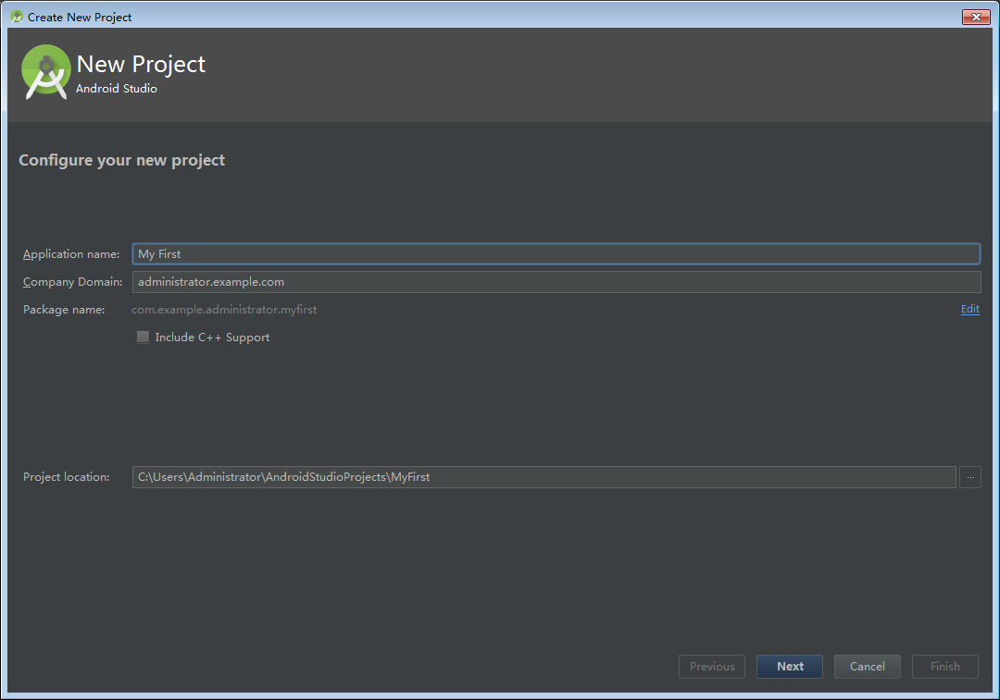 Create New Project
New Project
Android Studio
Configure your new project
Application name: My First
Company Domain: administrator.example.com
Package name: com.example.administrator.myfirst Edit
Include C++ Support
Project location: C:\Users\Administrator\AndroidStudioProjects\MyFirst ...
Previous Next Cancel Finish